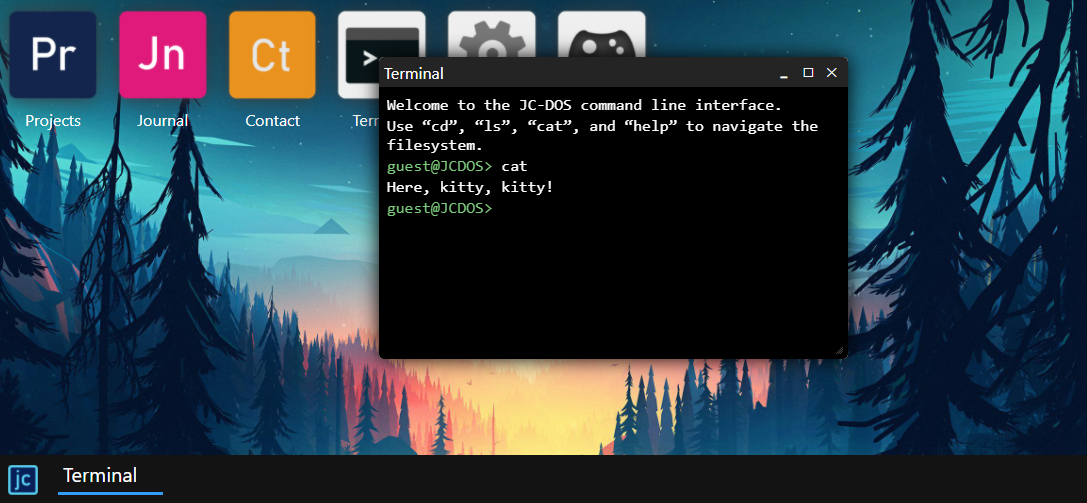 Pr
Jn
Ct
>
Projects
Journal
Contact
Terminal
Welcome to the JC-DOS command line interface.
Use “cd”, “ls”, “cat”, and “help” to navigate the
filesystem.
guest@JCDOS> cat
Here, kitty, kitty!
guest@JCDOS>
jc
Terminal